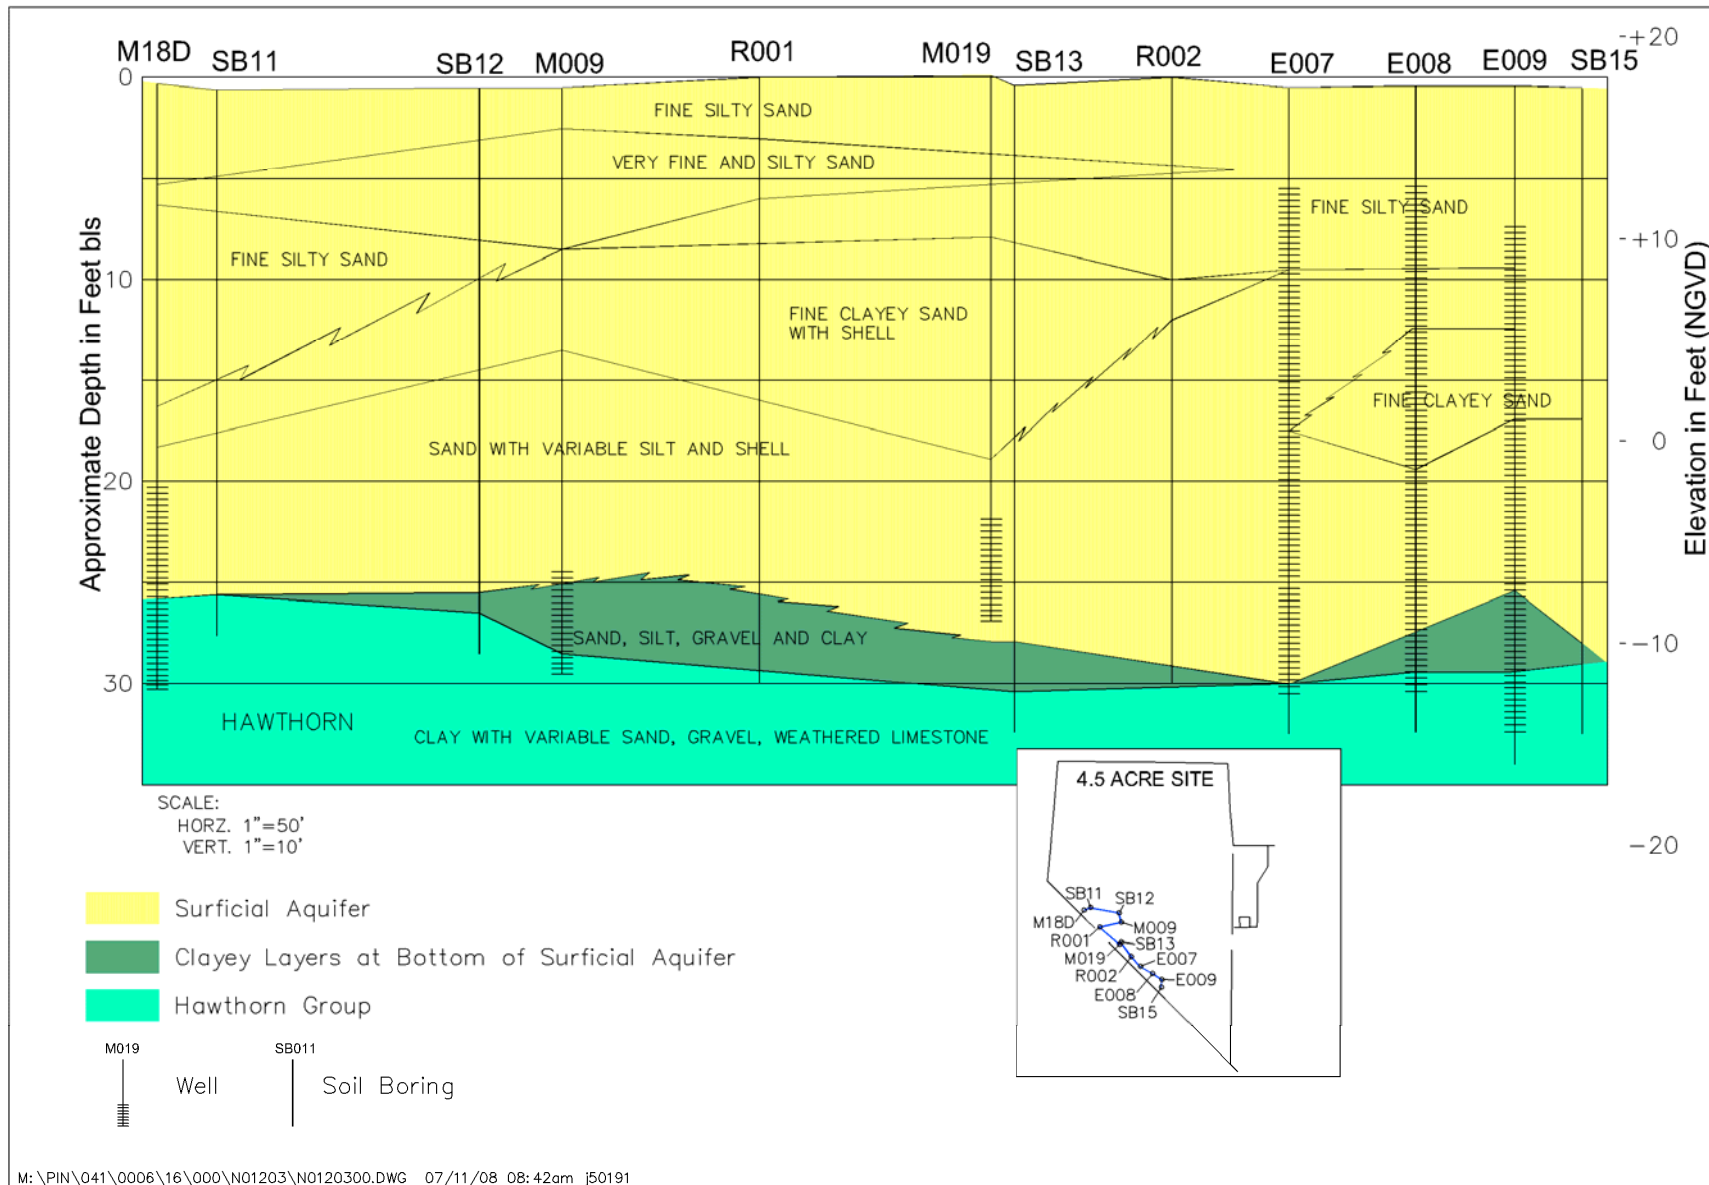 M18D SB11 SB12 M009 R001 M019 SB13 R002 E007 E008 E009 SB15
-+20
0
FINE SILTY SAND
VERY FINE AND SILTY SAND
FINE SILTY SAND
-+10
FINE SILTY SAND
10
FINE CLAYEY SAND
WITH SHELL
FINE CLAYEY SAND
- 0
SAND WITH VARIABLE SILT AND SHELL
20
Approximate Depth in Feet bls
Elevation in Feet (NGVD)
SAND, SILT, GRAVEL AND CLAY
--10
30
HAWTHORN
CLAY WITH VARIABLE SAND, GRAVEL, WEATHERED LIMESTONE
-20
SCALE:
HORZ. 1"=50'
VERT. 1"=10'
4.5 ACRE SITE
SB11
SB12
M18D
M009
R001
SB13
M019
E007
R002
E009
E008
SB15
Surficial Aquifer
Clayey Layers at Bottom of Surficial Aquifer
Hawthorn Group
M019 SB011
Well Soil Boring
M:\PIN\041\0006\16\000\N01203\N0120300.DWG 07/11/08 08:42am j50191